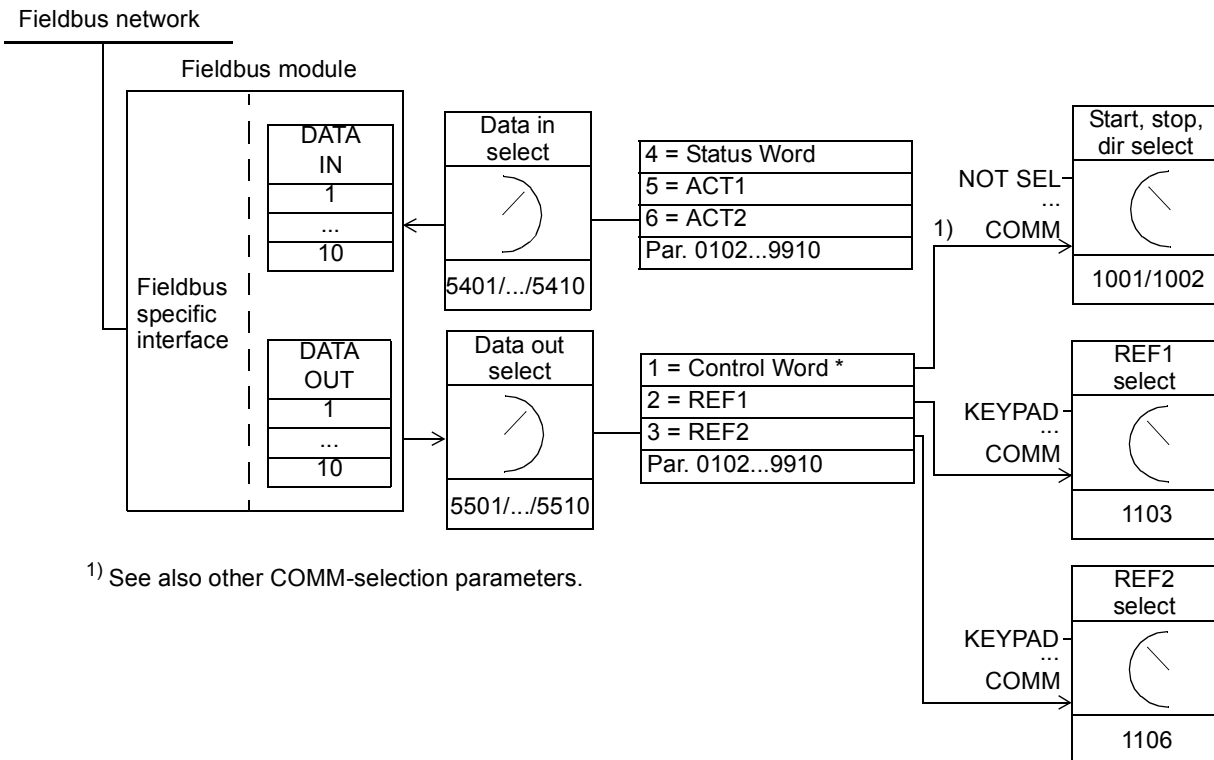 Fieldbus network
Fieldbus module
Fieldbus
specific
interface
DATA
IN
1
...
10
DATA
OUT
1
...
10
Data in
select
5401/.../5410
Data out
select
5501/.../5510
4 = Status Word
5 = ACT1
6 = ACT2
Par. 0102...9910
1 = Control Word *
2 = REF1
3 = REF2
Par. 0102...9910
Start, stop,
dir select
NOT SEL
...
1) COMM
1001/1002
REF1
select
KEYPAD
...
COMM
1103
REF2
select
KEYPAD
...
COMM
1106
1) See also other COMM-selection parameters.